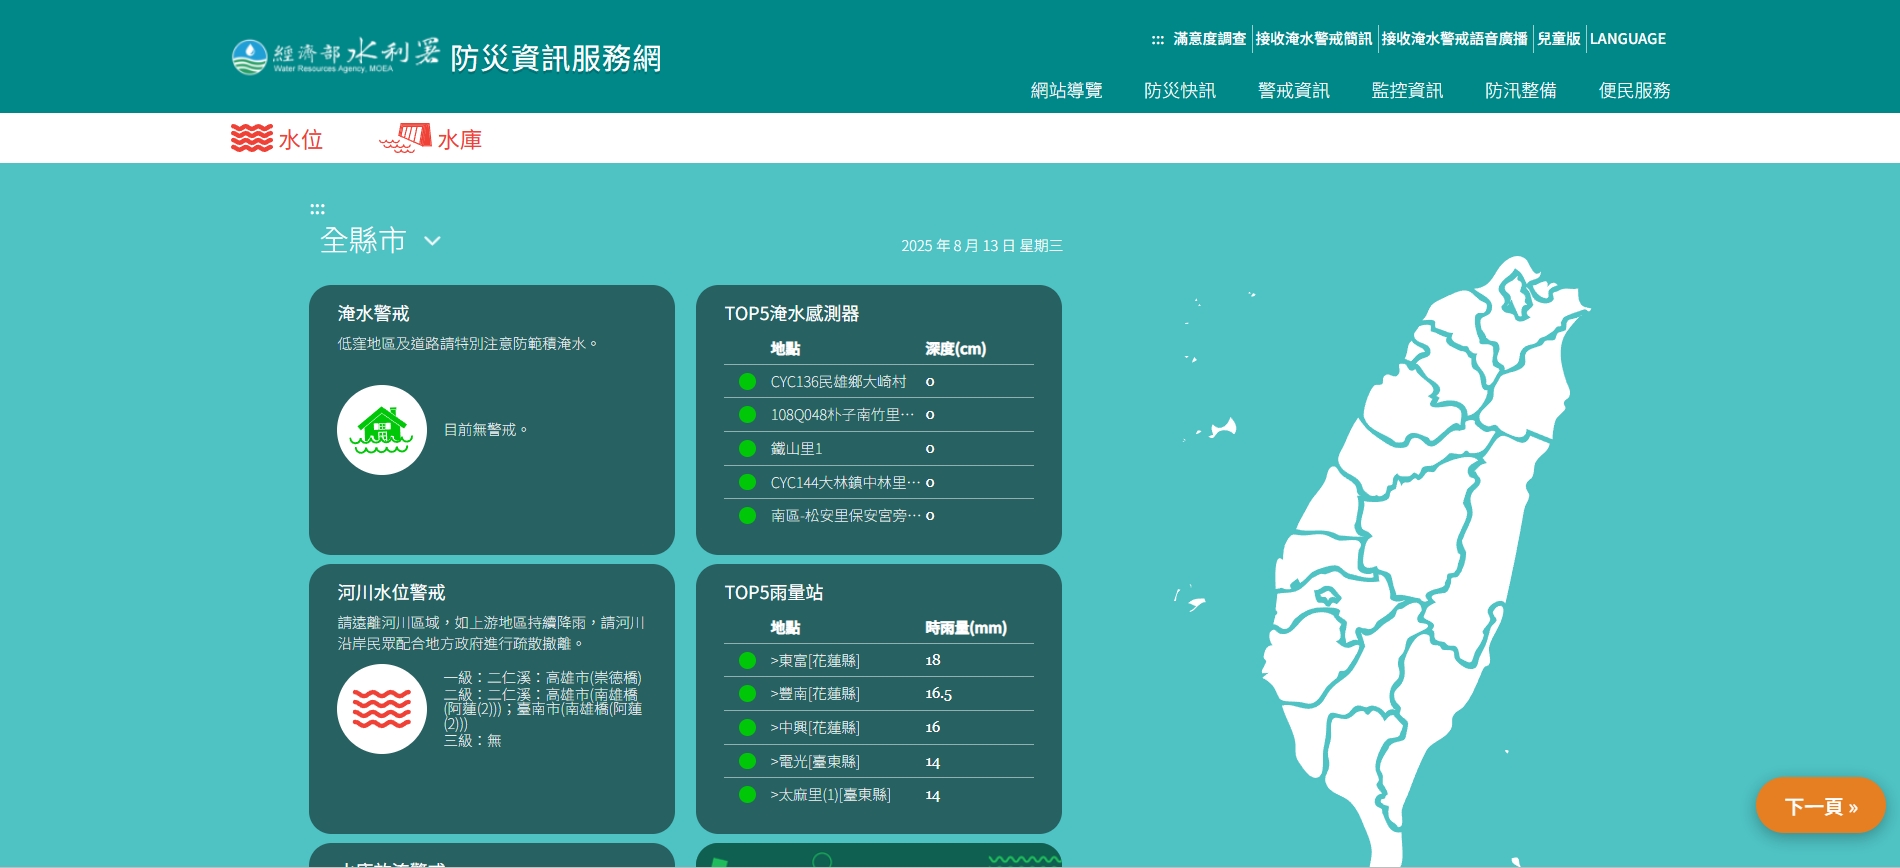 經濟部水利署 防災資訊服務網
Water Resources Agency, MOEA
::: 滿意度調查 接收淹水警戒簡訊 接收淹水警戒語音廣播 兒童版 LANGUAGE
網站導覽 防災快訊 警戒資訊 監控資訊 防汛整備 便民服務
水位 水庫
:::
全縣市
2025 年 8 月 13 日 星期三
淹水警戒
低窪地區及道路請特別注意防範積淹水。
目前無警戒。
TOP5淹水感測器
地點 深度(cm)
CYC136民雄鄉大崎村 0
108Q048朴子南竹里… 0
鐵山里1 0
CYC144大林鎮中林里… 0
南區-松安里保安宮旁… 0
河川水位警戒
請遠離河川區域，如上游地區持續降雨，請河川
沿岸民眾配合地方政府進行疏散撤離。
一級：二仁溪：高雄市(崇德橋)
二級：二仁溪：高雄市(南雄橋
(阿蓮(2)))；臺南市(南雄橋(阿蓮
(2)))
三級：無
TOP5雨量站
地點 時雨量(mm)
>東富[花蓮縣] 18
>豐南[花蓮縣] 16.5
>中興[花蓮縣] 16
>電光[臺東縣] 14
>太麻里(1)[臺東縣] 14
下一頁 »